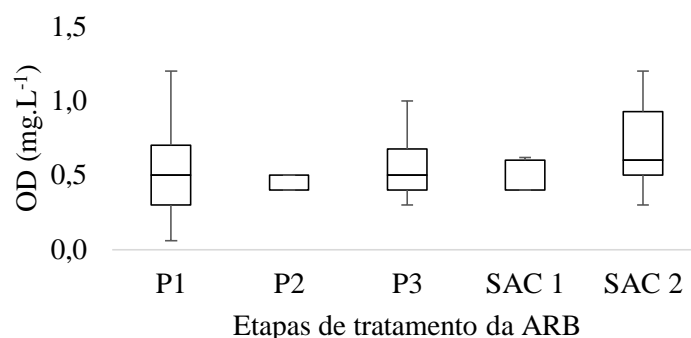 OD (mg.L⁻¹)
1,5
1,0
0,5
0,0
P1 P2 P3 SAC 1 SAC 2
Etapas de tratamento da ARB